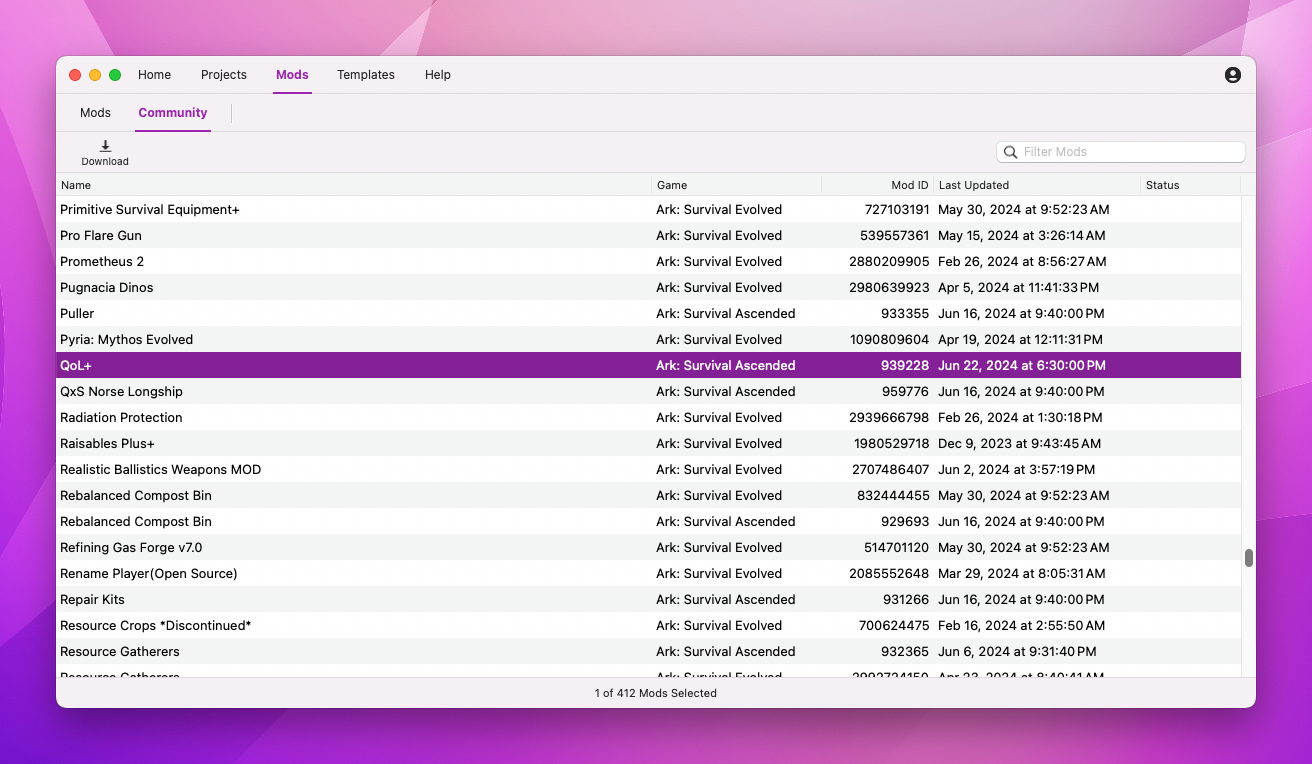 Home Projects Mods Templates Help
Mods Community
Download Filter Mods
Name Game Mod ID Last Updated Status
Primitive Survival Equipment+ Ark: Survival Evolved 727103191 May 30, 2024 at 9:52:23 AM
Pro Flare Gun Ark: Survival Evolved 539557361 May 15, 2024 at 3:26:14 AM
Prometheus 2 Ark: Survival Evolved 2880209905 Feb 26, 2024 at 8:56:27 AM
Pugnacia Dinos Ark: Survival Evolved 2980639923 Apr 5, 2024 at 11:41:33 PM
Puller Ark: Survival Ascended 933355 Jun 16, 2024 at 9:40:00 PM
Pyria: Mythos Evolved Ark: Survival Evolved 1090809604 Apr 19, 2024 at 12:11:31 PM
QoL+ Ark: Survival Ascended 939228 Jun 22, 2024 at 6:30:00 PM
QxS Norse Longship Ark: Survival Ascended 959776 Jun 16, 2024 at 9:40:00 PM
Radiation Protection Ark: Survival Evolved 2939666798 Feb 26, 2024 at 1:30:18 PM
Raisables Plus+ Ark: Survival Evolved 1980529718 Dec 9, 2023 at 9:43:45 AM
Realistic Ballistics Weapons MOD Ark: Survival Evolved 2707486407 Jun 2, 2024 at 3:57:19 PM
Rebalanced Compost Bin Ark: Survival Evolved 832444455 May 30, 2024 at 9:52:23 AM
Rebalanced Compost Bin Ark: Survival Ascended 929693 Jun 16, 2024 at 9:40:00 PM
Refining Gas Forge v7.0 Ark: Survival Evolved 514701120 May 30, 2024 at 9:52:23 AM
Rename Player(Open Source) Ark: Survival Evolved 2085552648 Mar 29, 2024 at 8:05:31 AM
Repair Kits Ark: Survival Ascended 931266 Jun 16, 2024 at 9:40:00 PM
Resource Crops *Discontinued* Ark: Survival Evolved 700624475 Feb 16, 2024 at 2:55:50 AM
Resource Gatherers Ark: Survival Ascended 932365 Jun 6, 2024 at 9:31:40 PM
Resource Gatherers Ark: Survival Evolved
1 of 412 Mods Selected